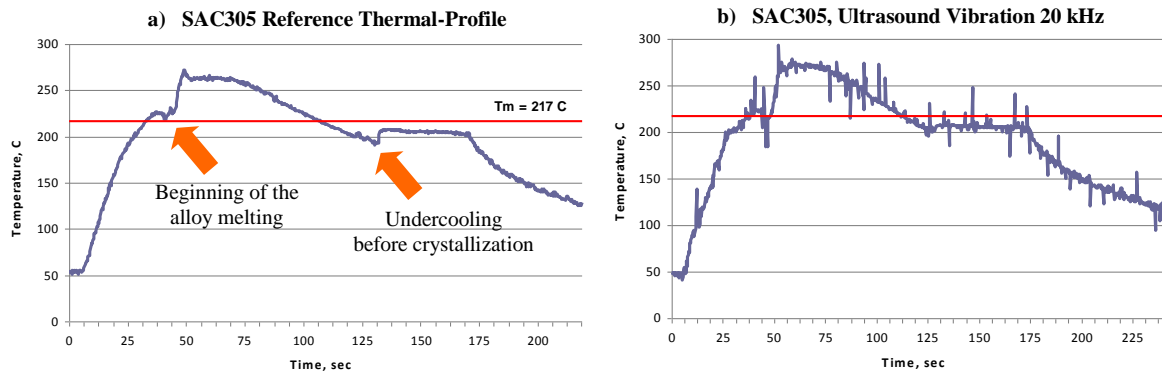 a) SAC305 Reference Thermal-Profile
300
250
200
150
100
50
0
Temperature, C
Tm = 217 C
Beginning of the
alloy melting
Undercooling
before crystallization
0 25 50 75 100 125 150 175 200
Time, sec
b) SAC305, Ultrasound Vibration 20 kHz
300
250
200
150
100
50
0
Temperature, C
0 25 50 75 100 125 150 175 200 225
Time, sec